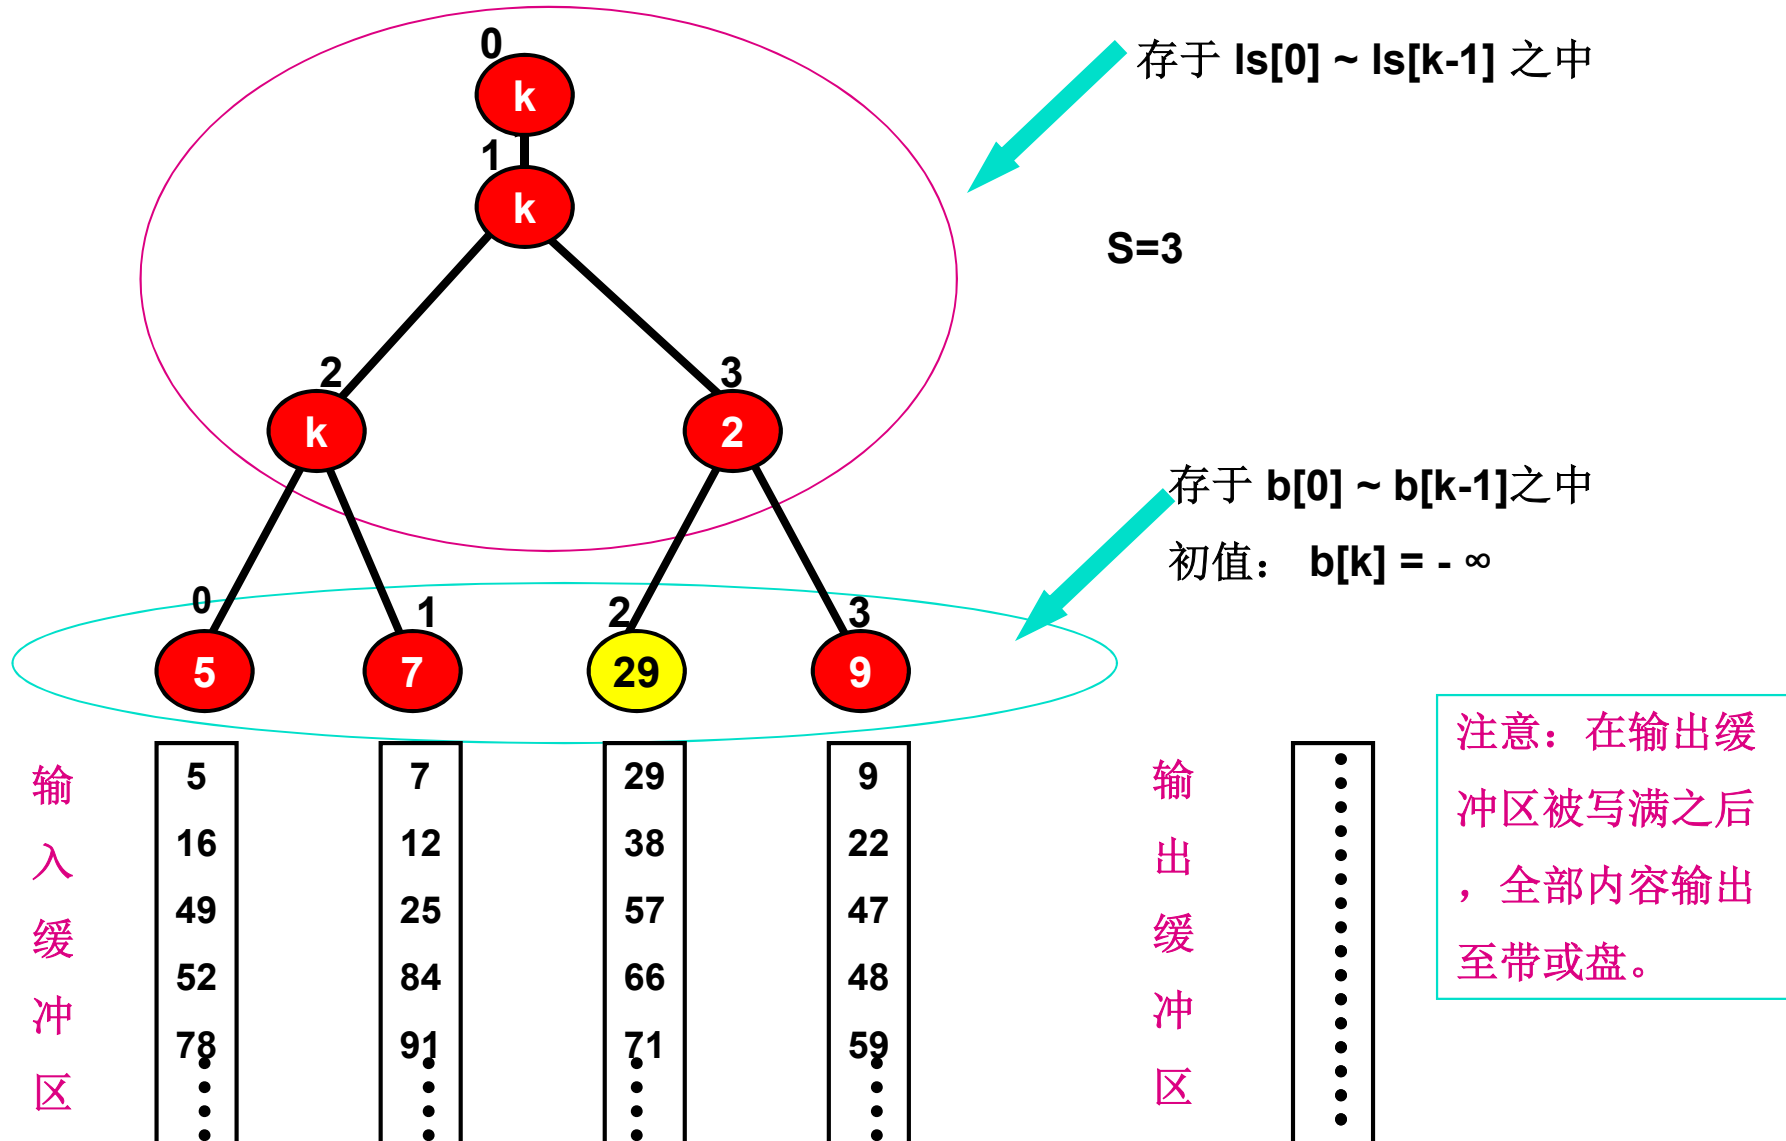 0
k
存于 ls[0] ~ ls[k-1] 之中
1
k
S=3
2
3
k
2
存于 b[0] ~ b[k-1]之中
初值： b[k] = - ∞
0
1
2
3
5
7
29
9
输
入
缓
冲
区
5
16
49
52
78
7
12
25
84
91
29
38
57
66
71
9
22
47
48
59
输
出
缓
冲
区
注意：在输出缓
冲区被写满之后
，全部内容输出
至带或盘。